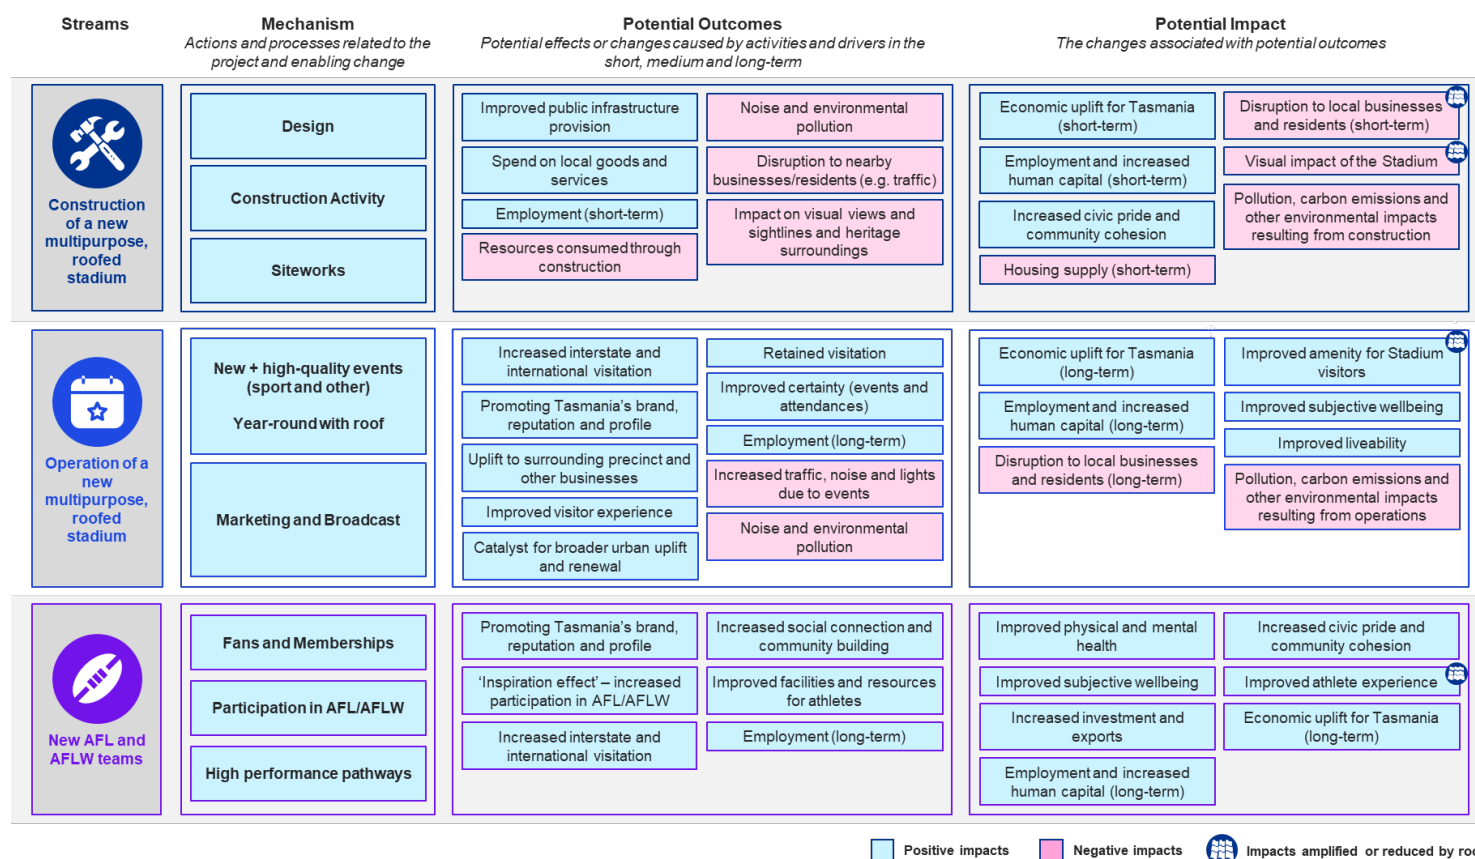 Streams
Mechanism
Actions and processes related to the
project and enabling change
Potential Outcomes
Potential effects or changes caused by activities and drivers in the
short, medium and long-term
Potential Impact
The changes associated with potential outcomes
Construction
of a new
multipurpose,
roofed
stadium
Design
Construction Activity
Siteworks
Improved public infrastructure
provision
Spend on local goods and
services
Employment (short-term)
Resources consumed through
construction
Noise and environmental
pollution
Disruption to nearby
businesses/residents (e.g. traffic)
Impact on visual views and
sightlines and heritage
surroundings
Economic uplift for Tasmania
(short-term)
Employment and increased
human capital (short-term)
Increased civic pride and
community cohesion
Housing supply (short-term)
Disruption to local businesses
and residents (short-term)
Visual impact of the Stadium
Pollution, carbon emissions and
other environmental impacts
resulting from construction
Operation of a
new
multipurpose,
roofed
stadium
New + high-quality events
(sport and other)
Year-round with roof
Marketing and Broadcast
Increased interstate and
international visitation
Promoting Tasmania's brand,
reputation and profile
Uplift to surrounding precinct and
other businesses
Improved visitor experience
Catalyst for broader urban uplift
and renewal
Retained visitation
Improved certainty (events and
attendances)
Employment (long-term)
Increased traffic, noise and lights
due to events
Noise and environmental
pollution
Economic uplift for Tasmania
(long-term)
Employment and increased
human capital (long-term)
Disruption to local businesses
and residents (long-term)
Improved amenity for Stadium
visitors
Improved subjective wellbeing
Improved liveability
Pollution, carbon emissions and
other environmental impacts
resulting from operations
New AFL and
AFLW teams
Fans and Memberships
Participation in AFL/AFLW
High performance pathways
Promoting Tasmania's brand,
reputation and profile
'Inspiration effect' – increased
participation in AFL/AFLW
Increased interstate and
international visitation
Increased social connection and
community building
Improved facilities and resources
for athletes
Employment (long-term)
Improved physical and mental
health
Improved subjective wellbeing
Increased investment and
exports
Employment and increased
human capital (long-term)
Increased civic pride and
community cohesion
Improved athlete experience
Economic uplift for Tasmania
(long-term)
Positive impacts
Negative impacts
Impacts amplified or reduced by